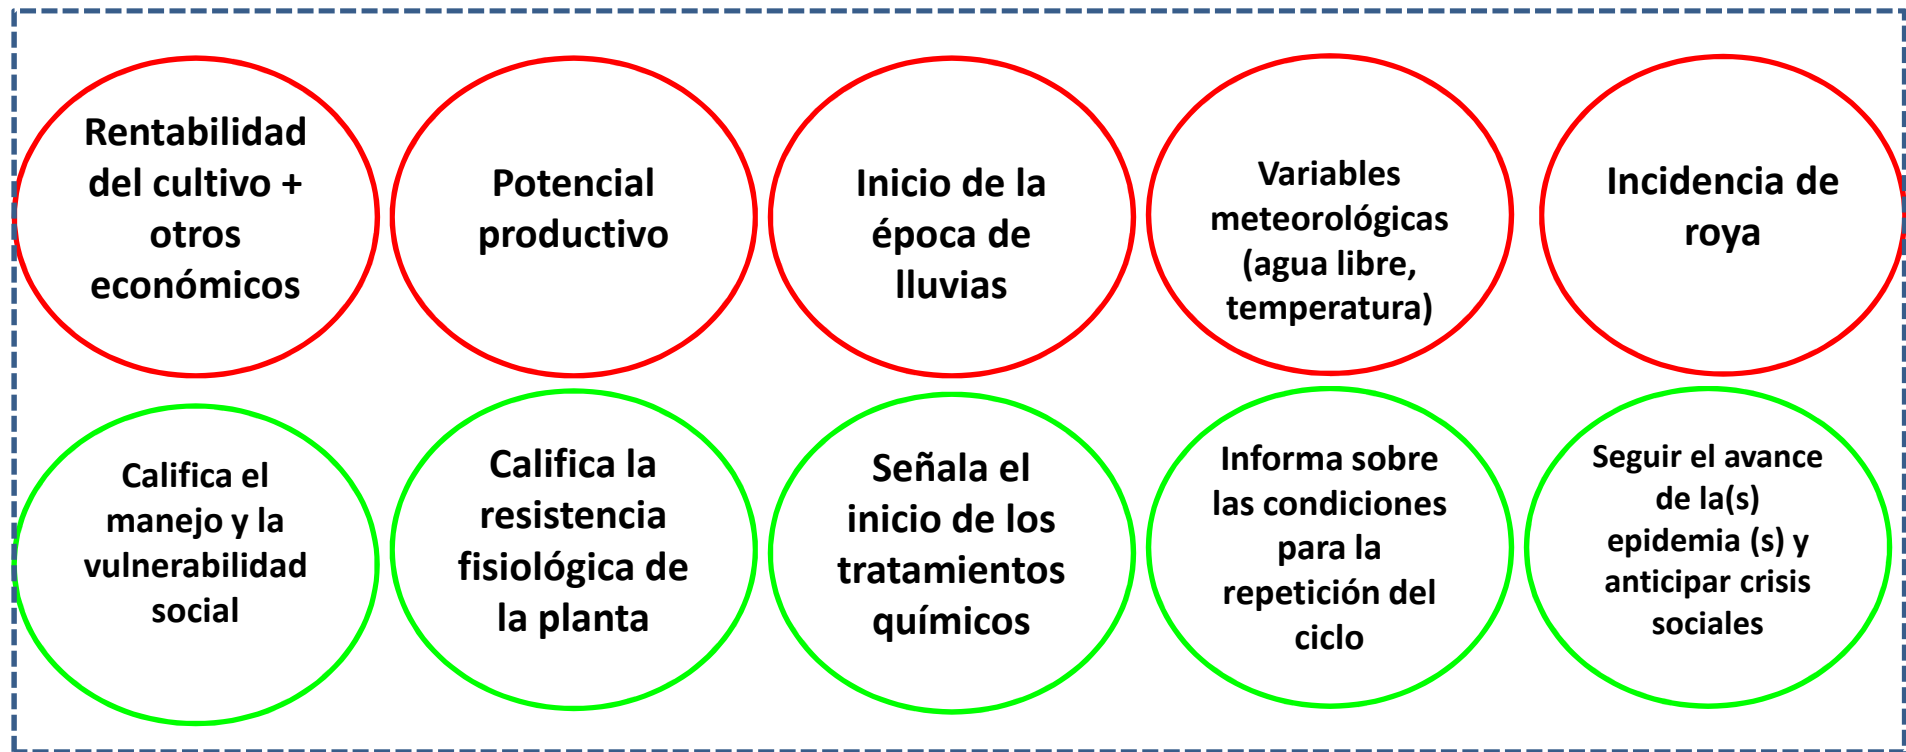 Rentabilidad
del cultivo +
otros
económicos
Potencial
productivo
Inicio de la
época de
lluvias
Variables
meteorológicas
(agua libre,
temperatura)
Incidencia de
roya
Califica el
manejo y la
vulnerabilidad
social
Califica la
resistencia
fisiológica de
la planta
Señala el
inicio de los
tratamientos
químicos
Informa sobre
las condiciones
para la
repetición del
ciclo
Seguir el avance
de la(s)
epidemia (s) y
anticipar crisis
sociales